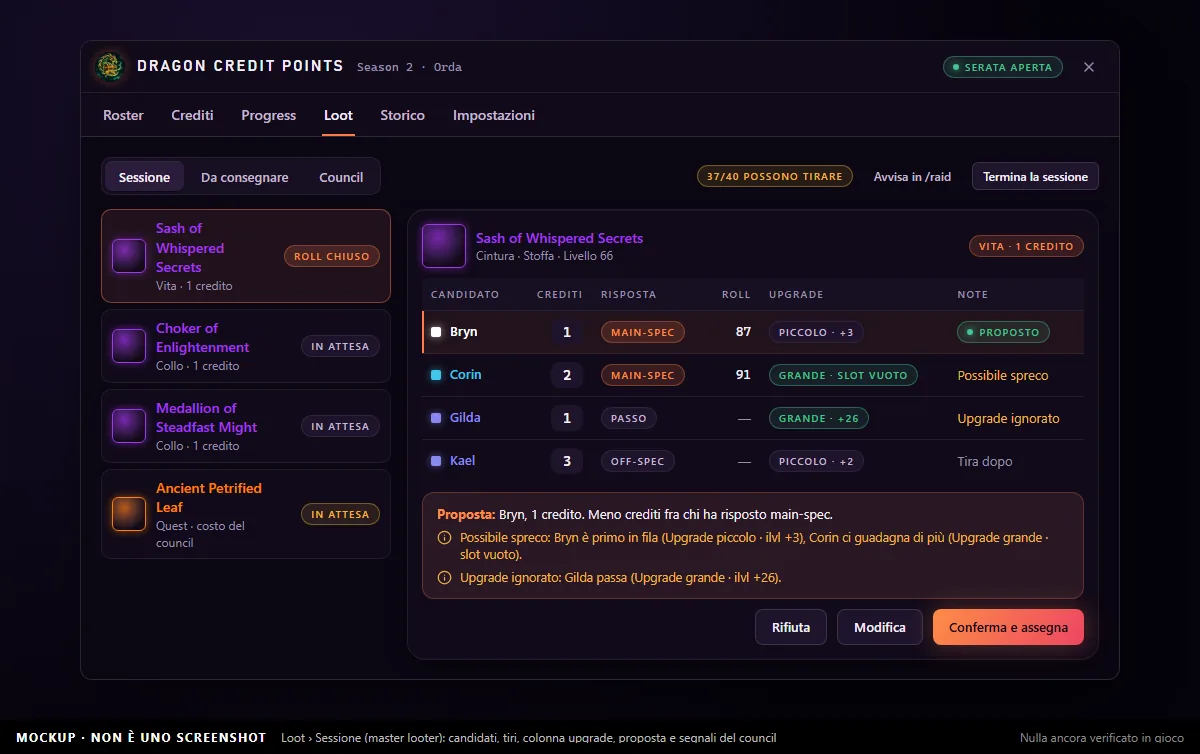 DRAGON CREDIT POINTS Season 2 · Orda
SERATA APERTA
Roster Crediti Progress Loot Storico Impostazioni
Sessione Da consegnare Council
37/40 POSSONO TIRARE Avvisa in /raid Termina la sessione
Sash of
Whispered
Secrets
Vita · 1 credito
ROLL CHIUSO
Choker of
Enlightenment
Collo · 1 credito
IN ATTESA
Medallion of
Steadfast Might
Collo · 1 credito
IN ATTESA
Ancient Petrified
Leaf
Quest · costo del
council
IN ATTESA
Sash of Whispered Secrets
Cintura · Stoffa · Livello 66
VITA · 1 CREDITO
CANDIDATO CREDITI RISPOSTA ROLL UPGRADE NOTE
Bryn 1 MAIN-SPEC 87 PICCOLO · +3 PROPOSTO
Corin 2 MAIN-SPEC 91 GRANDE · SLOT VUOTO Possibile spreco
Gilda 1 PASSO — GRANDE · +26 Upgrade ignorato
Kael 3 OFF-SPEC — PICCOLO · +2 Tira dopo
Proposta: Bryn, 1 credito. Meno crediti fra chi ha risposto main-spec.
Possibile spreco: Bryn è primo in fila (Upgrade piccolo · ilvl +3), Corin ci guadagna di più (Upgrade grande ·
slot vuoto).
Upgrade ignorato: Gilda passa (Upgrade grande · ilvl +26).
Rifiuta Modifica Conferma e assegna
MOCKUP · NON È UNO SCREENSHOT Loot › Sessione (master looter): candidati, tiri, colonna upgrade, proposta e segnali del council Nulla ancora verificato in gioco